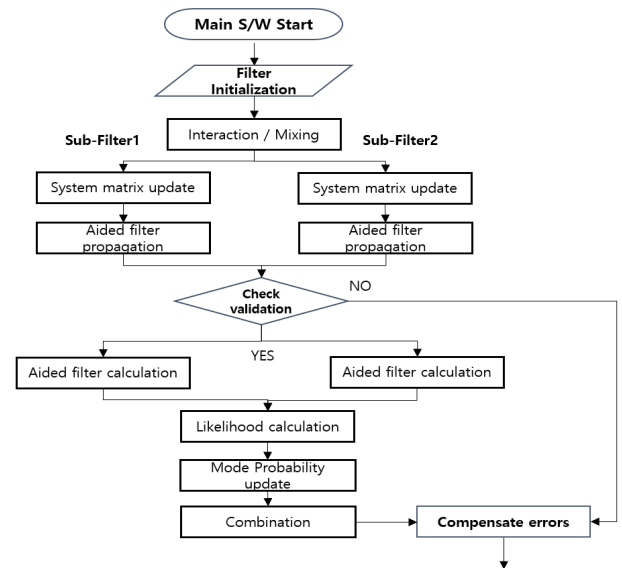 Main S/W Start
Filter
Initialization
Interaction / Mixing
Sub-Filter1
Sub-Filter2
System matrix update
System matrix update
Aided filter
propagation
Aided filter
propagation
Check
validation
NO
YES
Aided filter calculation
Aided filter calculation
Likelihood calculation
Mode Probability
update
Combination
Compensate errors